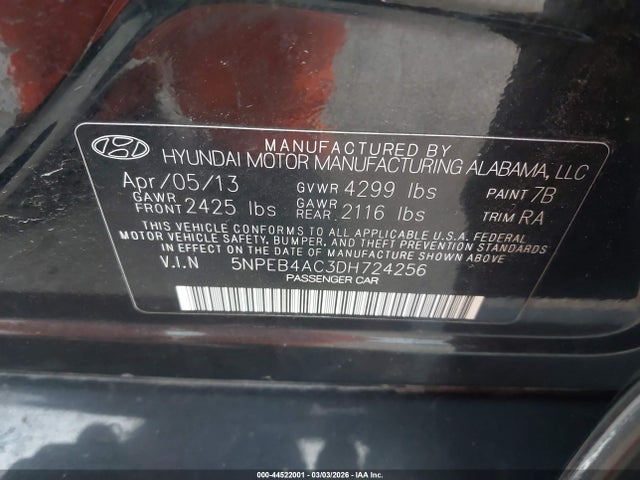 MANUFACTURED BY
HYUNDAI MOTOR MANUFACTURING ALABAMA, LLC
Apr/05/13 GVWR 4299 lbs PAINT 7B
GAWR FRONT 2425 lbs GAWR REAR 2116 lbs TRIM RA
THIS VEHICLE CONFORMS TO ALL APPLICABLE U.S.A. FEDERAL
MOTOR VEHICLE SAFETY, BUMPER, AND THEFT PREVENTION
STANDARDS IN EFFECT ON THE DATE OF MANUFACTURE SHOWN ABOVE.
V.I.N 5NPEB4AC3DH724256
PASSENGER CAR
000-44522001 - 03/03/2026 - © IAA, Inc.